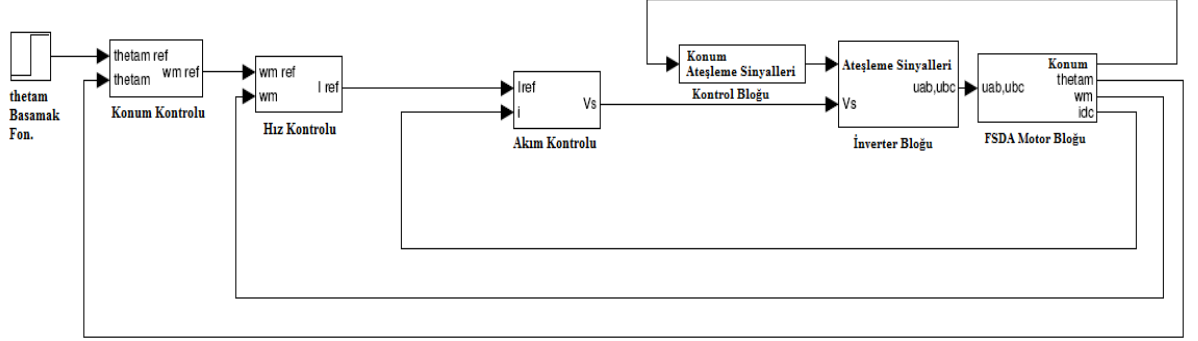 thetam
Basamak
Fon.
thetam ref
wm ref
thetam
Konum Kontrolu
wm ref
I ref
wm
Hız Kontrolu
Iref
Vs
i
Akım Kontrolu
Konum
Ateşleme Sinyalleri
Kontrol Bloğu
Ateşleme Sinyalleri
uab,ubc
Vs
İnverter Bloğu
Konum
thetam
uab,ubc
wm
idc
FSDA Motor Bloğu